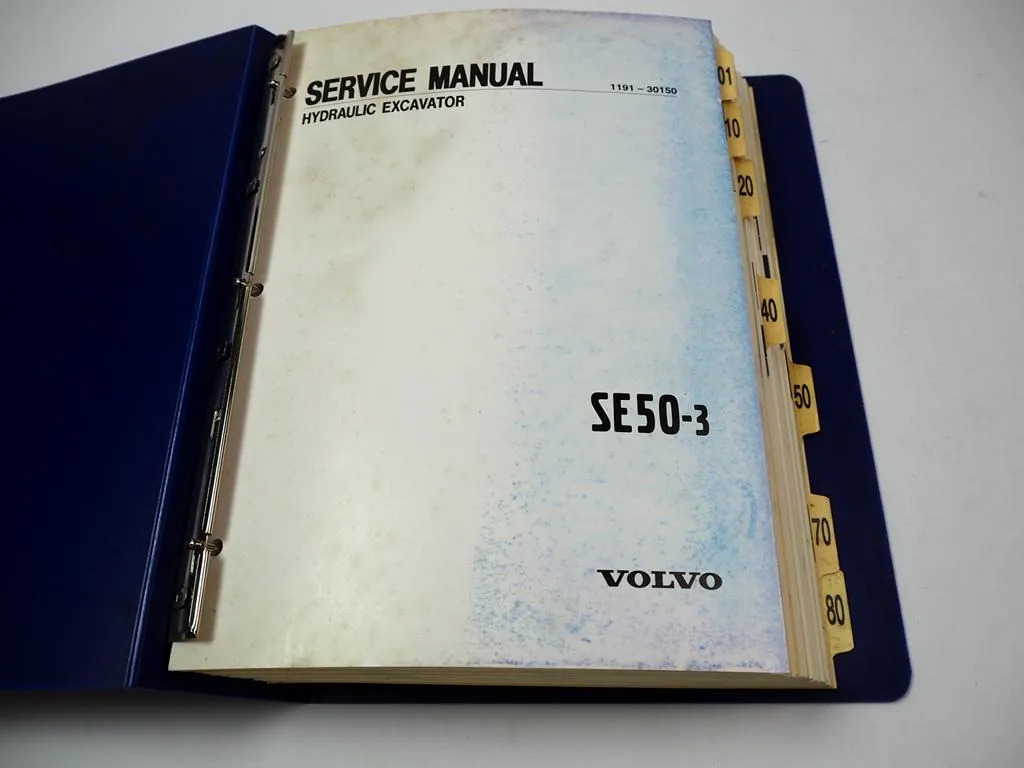 SERVICE MANUAL
1191 – 30150
HYDRAULIC EXCAVATOR
SE50-3
VOLVO
01
10
20
40
50
70
80